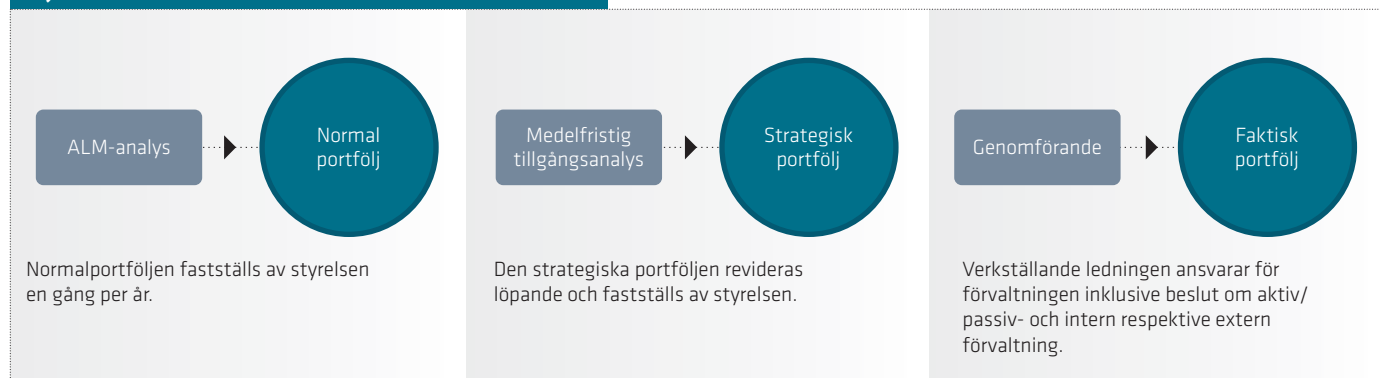 ALM-analys
Normal
portfölj
Normalportföljen fastställs av styrelsen
en gång per år.
Medelfristig
tillgångsanalys
Strategisk
portfölj
Den strategiska portföljen revideras
löpande och fastställs av styrelsen.
Genomförande
Faktisk
portfölj
Verkställande ledningen ansvarar för
förvaltningen inklusive beslut om aktiv/
passiv- och intern respektive extern
förvaltning.